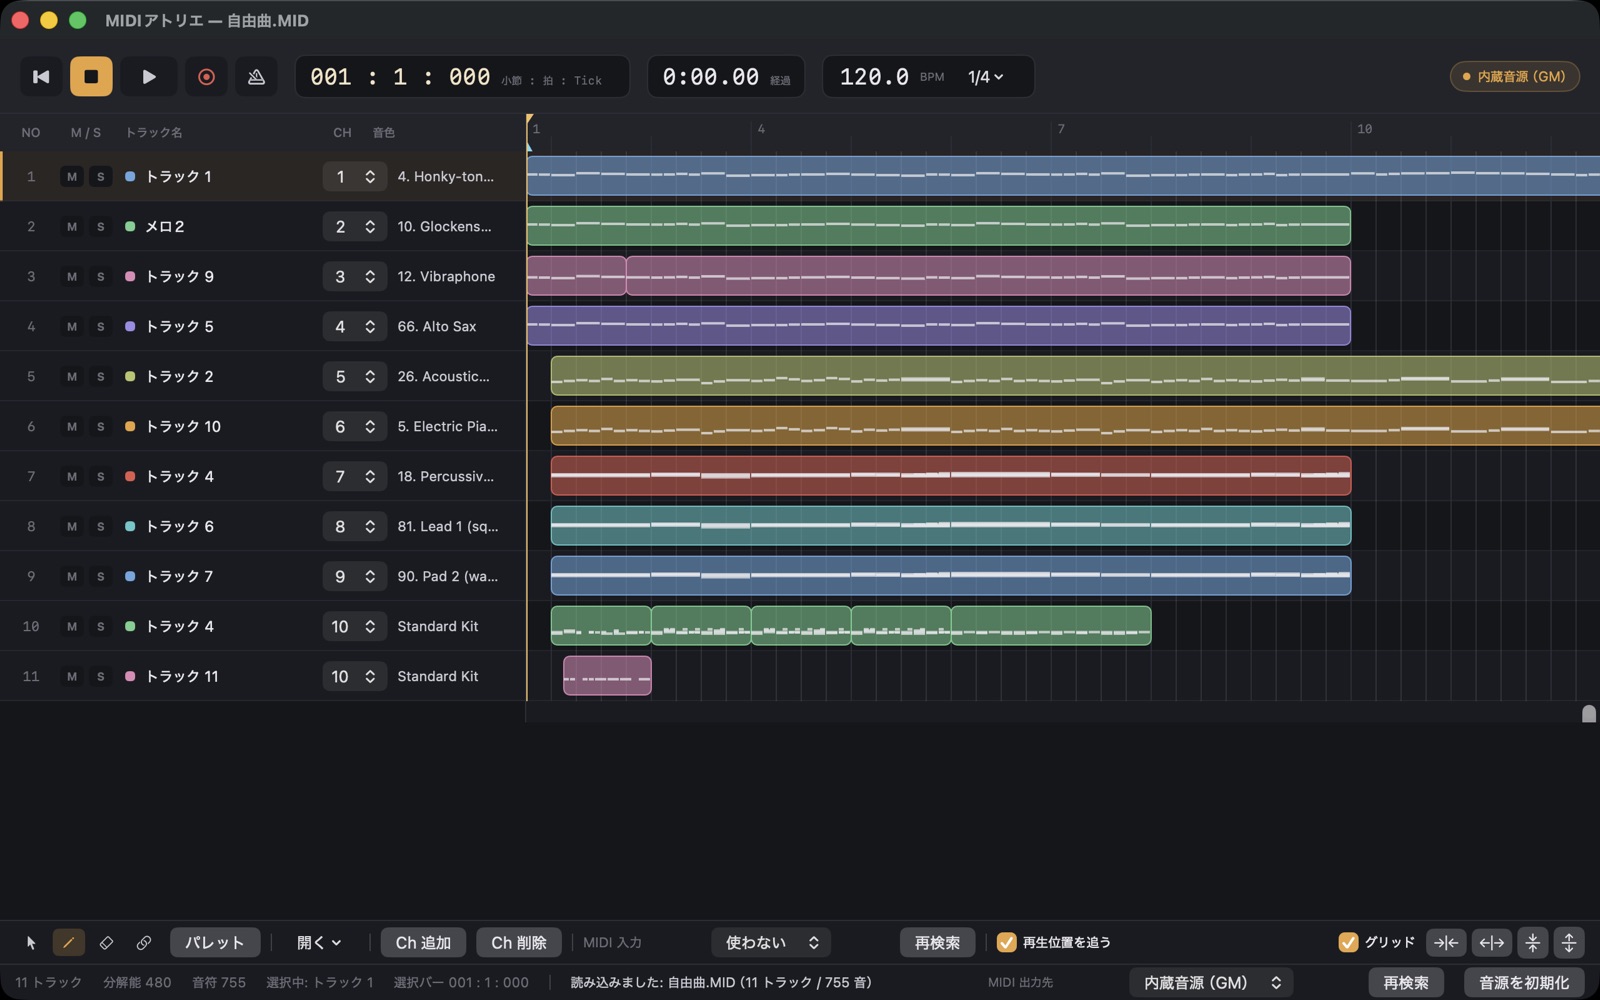 MIDIアトリエ — 自由曲.MID
001 : 1 : 000 小節 : 拍 : Tick
0:00.00 経過
120.0 BPM 1/4
内蔵音源 (GM)
NO M / S トラック名 CH 音色
1 4 7 10
1 M S トラック 1 1 4. Honky-ton...
2 M S メロ２ 2 10. Glockens...
3 M S トラック 9 3 12. Vibraphone
4 M S トラック 5 4 66. Alto Sax
5 M S トラック 2 5 26. Acoustic...
6 M S トラック 10 6 5. Electric Pia...
7 M S トラック 4 7 18. Percussiv...
8 M S トラック 6 8 81. Lead 1 (sq...
9 M S トラック 7 9 90. Pad 2 (wa...
10 M S トラック 4 10 Standard Kit
11 M S トラック 11 10 Standard Kit
パレット 開く Ch 追加 Ch 削除 MIDI 入力 使わない 再検索 再生位置を追う グリッド
11 トラック 分解能 480 音符 755 選択中: トラック 1 選択バー 001 : 1 : 000 読み込みました: 自由曲.MID (11 トラック / 755 音) MIDI 出力先 内蔵音源 (GM) 再検索 音源を初期化